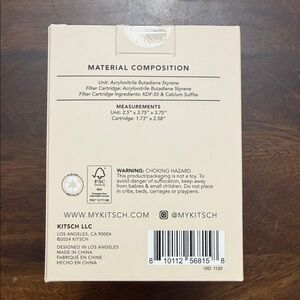 MATERIAL COMPOSITION
Unit: Acrylonitrile Butadiene Styrene
Filter Cartridge: Acrylonitrile Butadiene Styrene
Filter Cartridge Ingredients: KDF-55 & Calcium Sulfite
MEASUREMENTS
Unit: 2.5" x 3.75" x 3.75"
Cartridge: 1.73" x 2.58"
FSC
MIX
WARNING: CHOKING HAZARD
This product/packaging is not a toy. To
avoid danger of suffocation, keep away
from babies & small children. Do not place
in cribs, beds, carriages or playpens.
WWW.MYKITSCH.COM
@MYKITSCH
KITSCH LLC
LOS ANGELES, CA 90004
©2024 KITSCH
DESIGNED IN LOS ANGELES
MADE IN CHINA
FABRIQUÉ EN CHINE
HECHO EN CHINA
8 10112 56815 8
VID: 1120